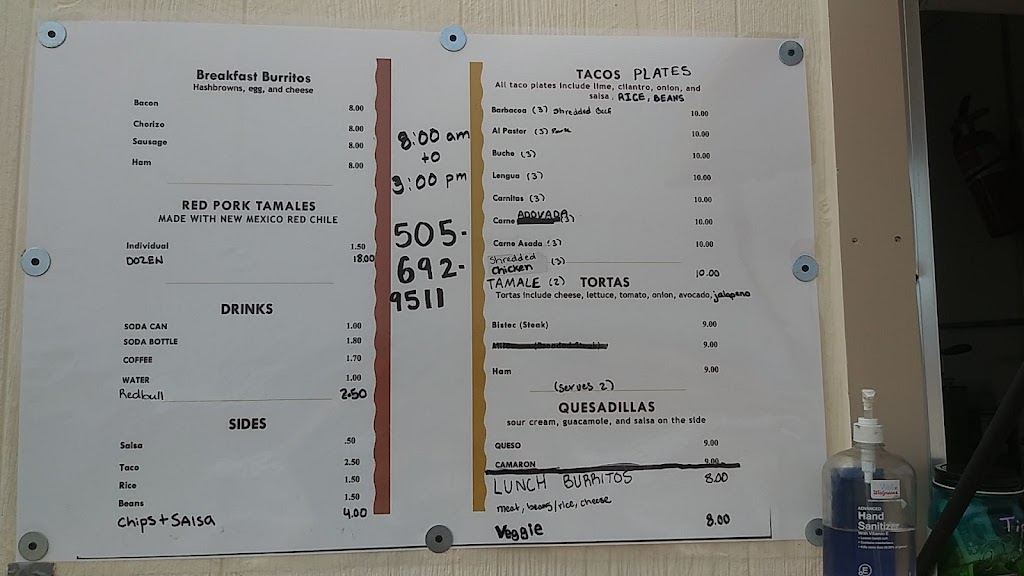 Breakfast Burritos
Hashbrowns, egg, and cheese
Bacon 8.00
Chorizo 8.00
Sausage 8.00
Ham 8.00
RED PORK TAMALES
MADE WITH NEW MEXICO RED CHILE
Individual 1.50
DOZEN 18.00
DRINKS
SODA CAN 1.00
SODA BOTTLE 1.80
COFFEE 1.70
WATER 1.00
Redbull 2.50
SIDES
Salsa .50
Taco 2.50
Rice 1.50
Beans 1.50
Chips + SAlSA 4.00
8:00 am
to
3:00 pm
505-
692-
9511
TACOS PLATES
All taco plates include lime, cilantro, onion, and
salsa, RICE, BEANS
Barbacoa (3) Shredded Beef 10.00
Al Pastor (3) Pork 10.00
Buche (3) 10.00
Lengua (3) 10.00
Carnitas (3) 10.00
Carne ADOVADA (3) 10.00
Carne Asada (3) 10.00
Shredded
Chicken (3)
TAMALE (2) 10.00
TORTAS
Tortas include cheese, lettuce, tomato, onion, avocado, jalapeno
Bistec (Steak) 9.00
9.00
Ham 9.00
(serves 2)
QUESADILLAS
sour cream, guacamole, and salsa on the side
QUESO 9.00
CAMARON 9.00
LUNCH BURRITOS 8.00
meat, beans/rice, cheese
Veggie 8.00
Walgreens
ADVANCED
Hand
Sanitizer
With Vitamin E
Ti